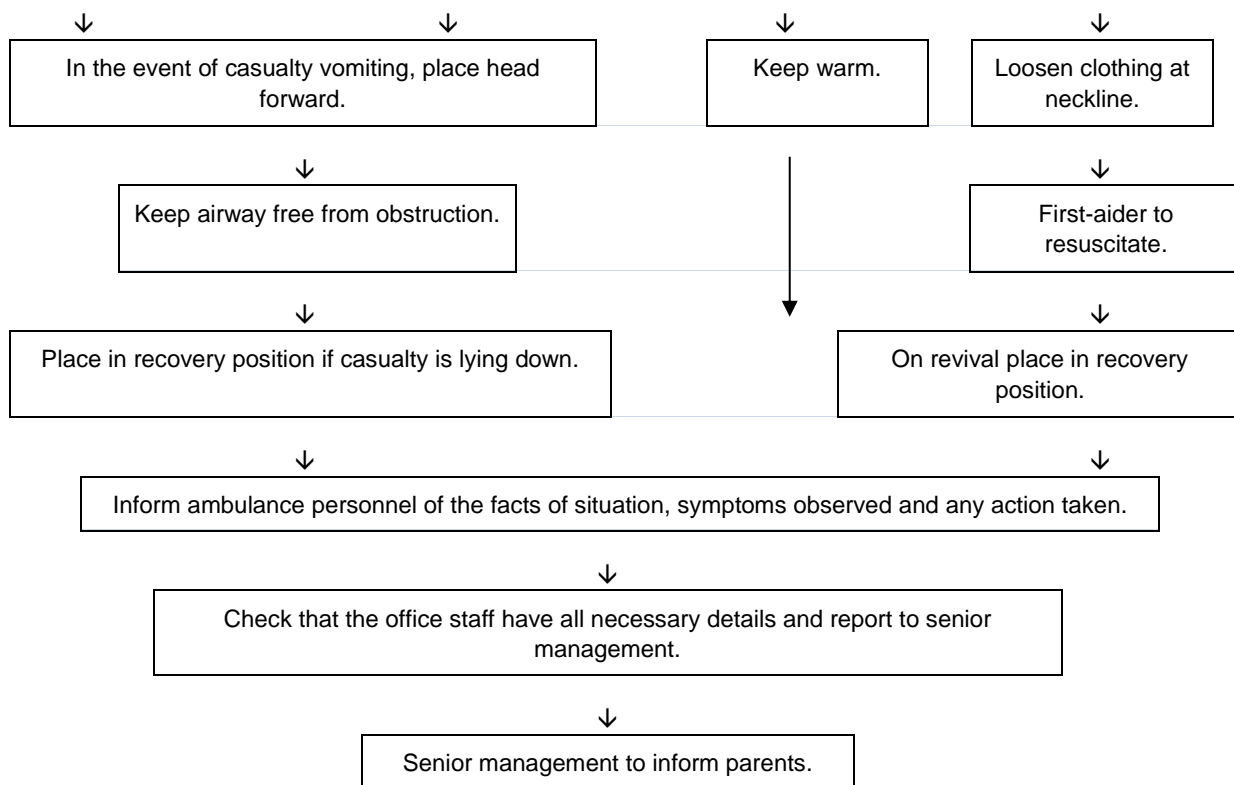 In the event of casualty vomiting, place head
forward.
Keep warm.
Loosen clothing at
neckline.
Keep airway free from obstruction.
First-aider to
resuscitate.
Place in recovery position if casualty is lying down.
On revival place in recovery
position.
Inform ambulance personnel of the facts of situation, symptoms observed and any action taken.
Check that the office staff have all necessary details and report to senior
management.
Senior management to inform parents.